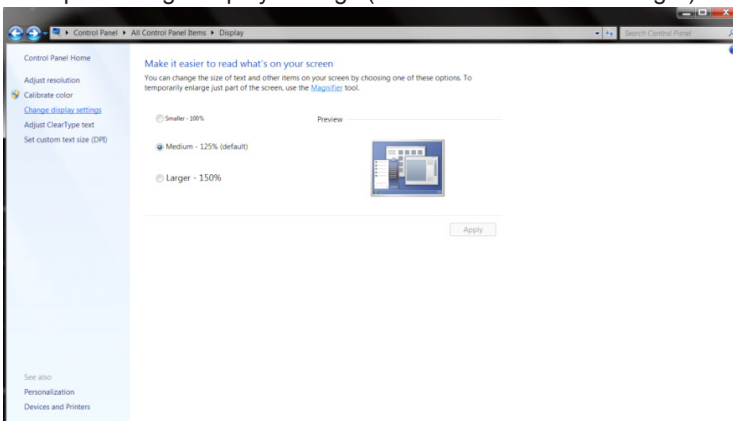 Control Panel ▸ All Control Panel Items ▸ Display
Search Control Panel
Control Panel Home
Adjust resolution
Calibrate color
Change display settings
Adjust ClearType text
Set custom text size (DPI)
Make it easier to read what's on your screen
You can change the size of text and other items on your screen by choosing one of these options. To
temporarily enlarge just part of the screen, use the Magnifier tool.
Smaller - 100%
Preview
Medium - 125% (default)
Larger - 150%
Apply
See also
Personalization
Devices and Printers